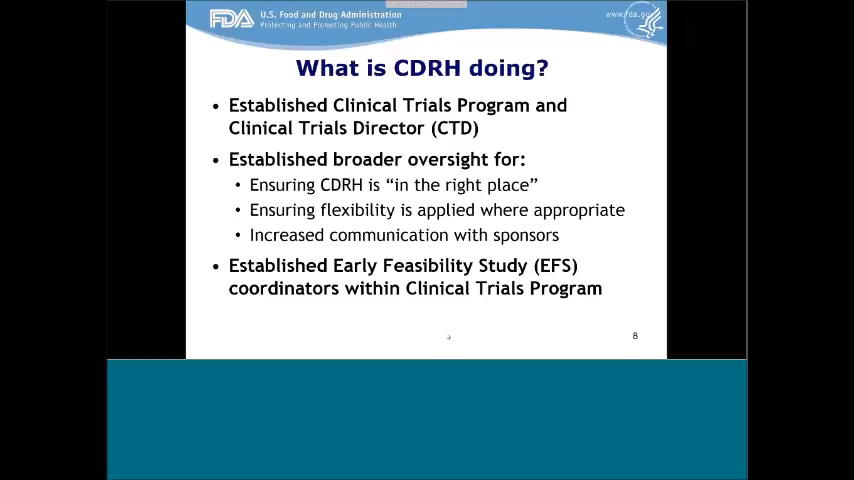 FDA U.S. Food and Drug Administration
Protecting and Promoting Public Health
www.fda.gov
What is CDRH doing?
• Established Clinical Trials Program and
Clinical Trials Director (CTD)
• Established broader oversight for:
• Ensuring CDRH is “in the right place”
• Ensuring flexibility is applied where appropriate
• Increased communication with sponsors
• Established Early Feasibility Study (EFS)
coordinators within Clinical Trials Program
8